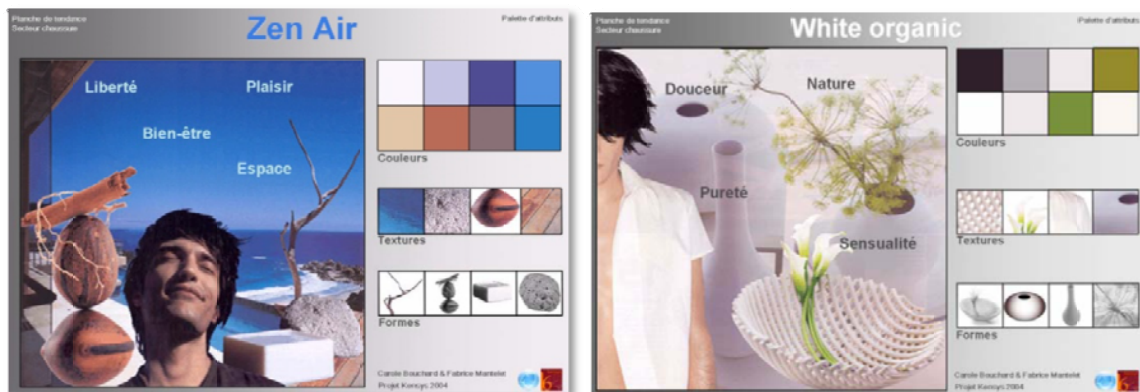 Planche de tendance
Secteur chaussure
Zen Air
Palette d'attributs
Liberté
Plaisir
Bien-être
Espace
Couleurs
Textures
Formes
Carole Bouchard & Fabrice Mantelet
Projet Kensys 2004
Planche de tendance
Secteur chaussure
White organic
Palette d'attributs
Douceur
Nature
Pureté
Sensualité
Couleurs
Textures
Formes
Carole Bouchard & Fabrice Mantelet
Projet Kensys 2004